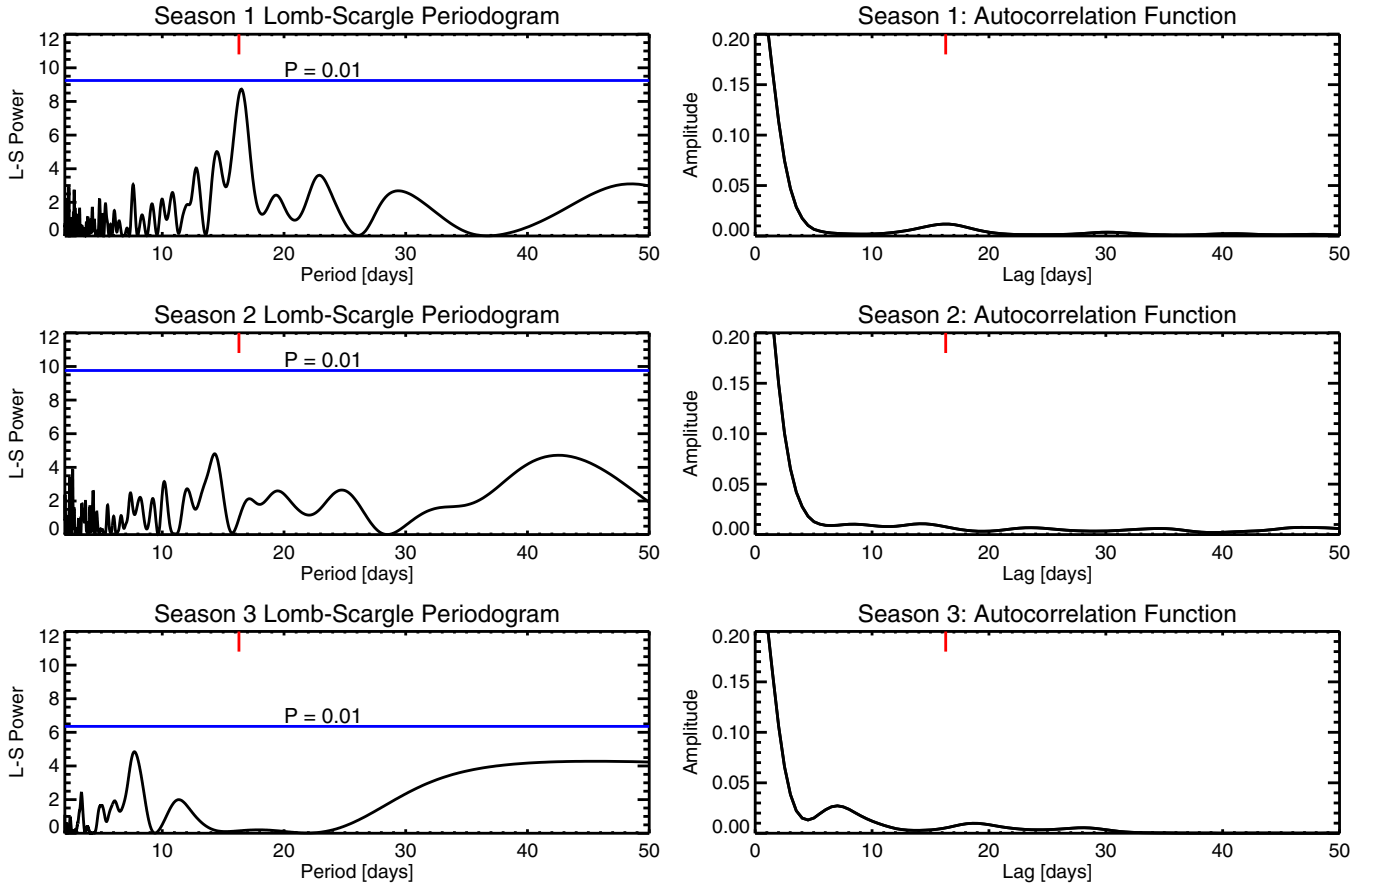 Season 1 Lomb-Scargle Periodogram
L-S Power
12
10
8
6
4
2
0
P = 0.01
10 20 30 40 50
Period [days]
Season 1: Autocorrelation Function
Amplitude
0.20
0.15
0.10
0.05
0.00
0 10 20 30 40 50
Lag [days]
Season 2 Lomb-Scargle Periodogram
L-S Power
12
10
8
6
4
2
0
P = 0.01
10 20 30 40 50
Period [days]
Season 2: Autocorrelation Function
Amplitude
0.20
0.15
0.10
0.05
0.00
0 10 20 30 40 50
Lag [days]
Season 3 Lomb-Scargle Periodogram
L-S Power
12
10
8
6
4
2
0
P = 0.01
10 20 30 40 50
Period [days]
Season 3: Autocorrelation Function
Amplitude
0.20
0.15
0.10
0.05
0.00
0 10 20 30 40 50
Lag [days]